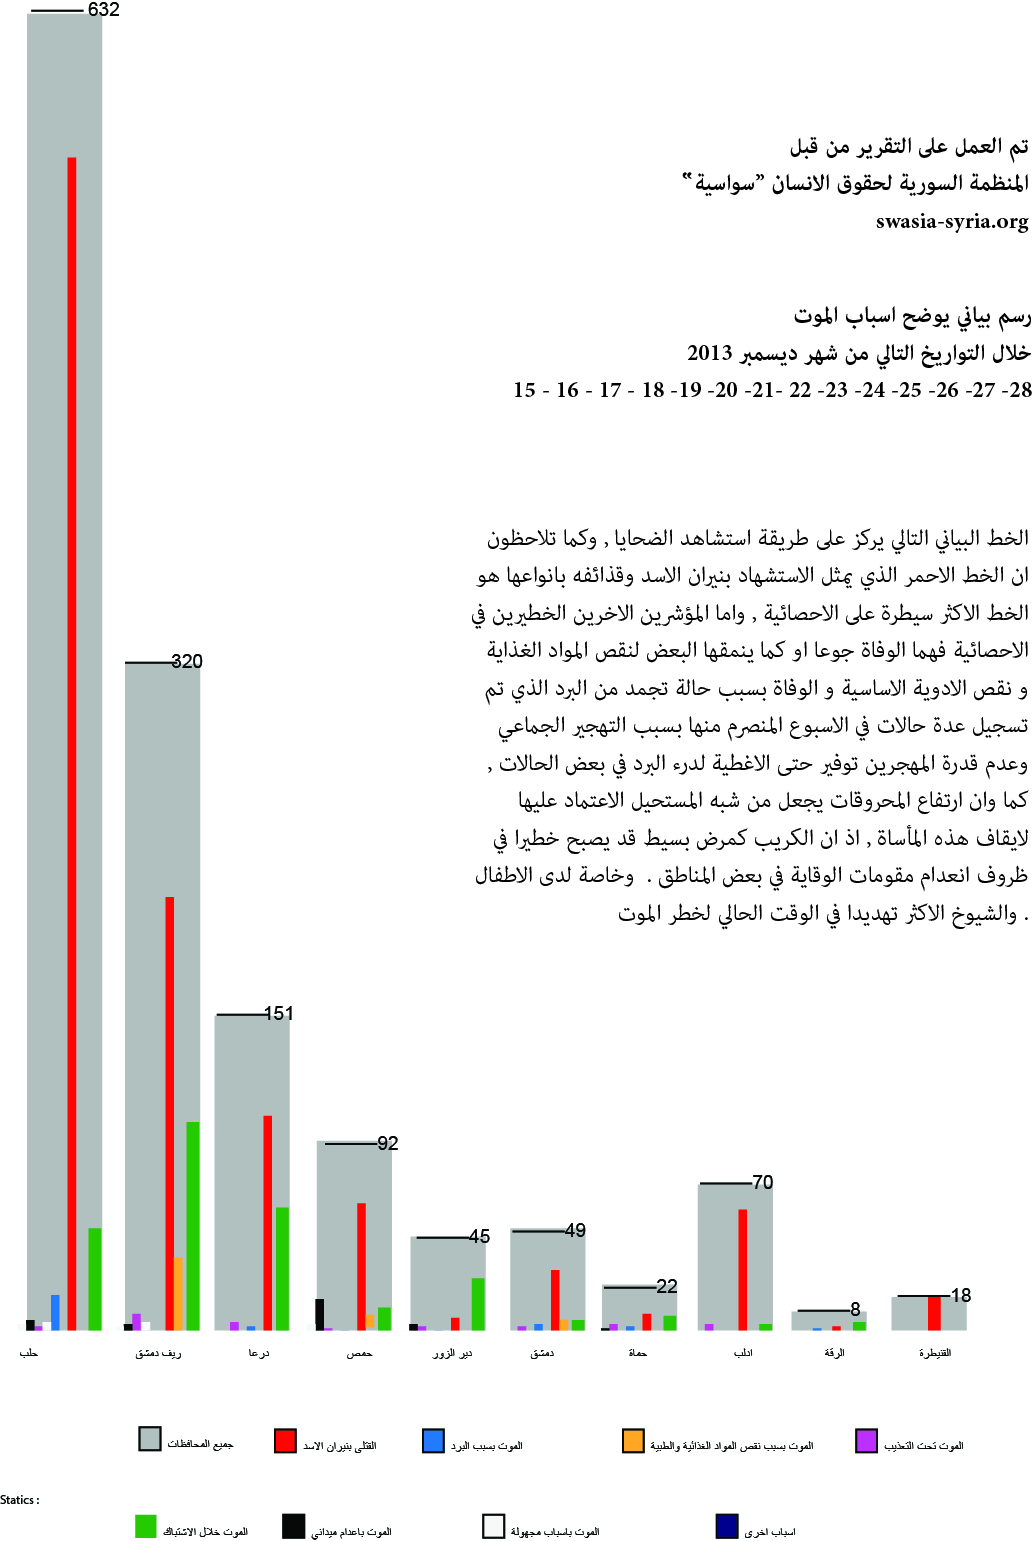 632
تم العمل على التقرير من قبل
المنظمة السورية لحقوق الانسان ”سواسية“
swasia-syria.org
رسم بياني يوضح اسباب الموت
خلال التواريخ التالي من شهر ديسمبر 2013
15 - 16 - 17 - 18 -19 -20 -21- 22 -23 -24 -25 -26 -27 -28
الخط البياني التالي يركز على طريقة استشاهد الضحايا , وكما تلاحظون
ان الخط الاحمر الذي يمثل الاستشهاد بنيران الاسد وقذائفه بانواعها هو
الخط الاكثر سيطرة على الاحصائية , واما المؤشرين الاخرين الخطيرين في
الاحصائية فهما الوفاة جوعا او كما ينمقها البعض لنقص المواد الغذاية
و نقص الادوية الاساسية و الوفاة بسبب حالة تجمد من البرد الذي تم
تسجيل عدة حالات في الاسبوع المنصرم منها بسبب التهجير الجماعي
وعدم قدرة المهجرين توفير حتى الاغطية لدرء البرد في بعض الحالات ,
كما وان ارتفاع المحروقات يجعل من شبه المستحيل الاعتماد عليها
لايقاف هذه المأساة , اذ ان الكريب كمرض بسيط قد يصبح خطيرا في
ظروف انعدام مقومات الوقاية في بعض المناطق . وخاصة لدى الاطفال
. والشيوخ الاكثر تهديدا في الوقت الحالي لخطر الموت
320
151
92
45
49
22
70
8
18
حلب
ريف دمشق
درعا
حمص
دير الزور
دمشق
حماة
ادلب
الرقة
القنيطرة
جميع المحافظات
القتلى بنيران الاسد
الموت بسبب البرد
الموت بسبب نقص المواد الغذائية والطبية
الموت تحت التعذيب
Statics :
الموت خلال الاشتباك
الموت باعدام ميداني
الموت باسباب مجهولة
اسباب اخرى